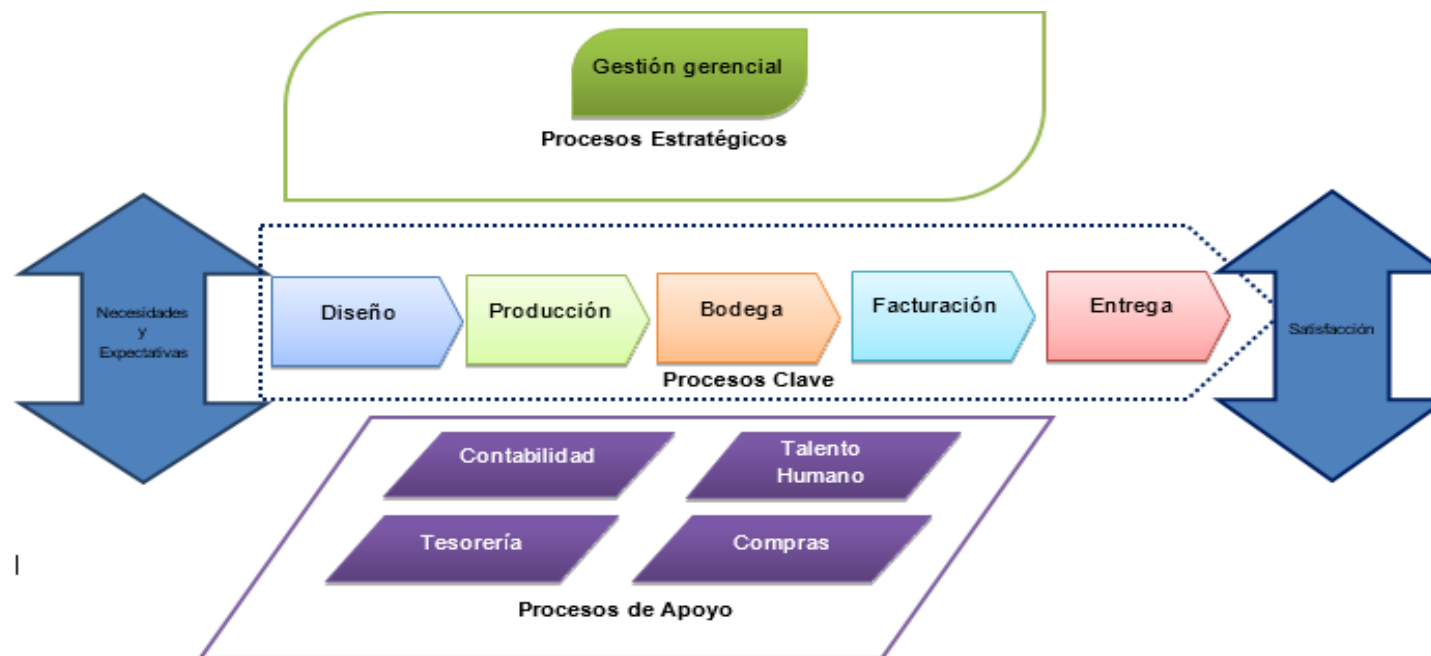 Gestión gerencial
Procesos Estratégicos
Necesidades
y
Expectativas
Diseño
Producción
Bodega
Facturación
Entrega
Satisfacción
Procesos Clave
Contabilidad
Talento
Humano
Tesorería
Compras
Procesos de Apoyo